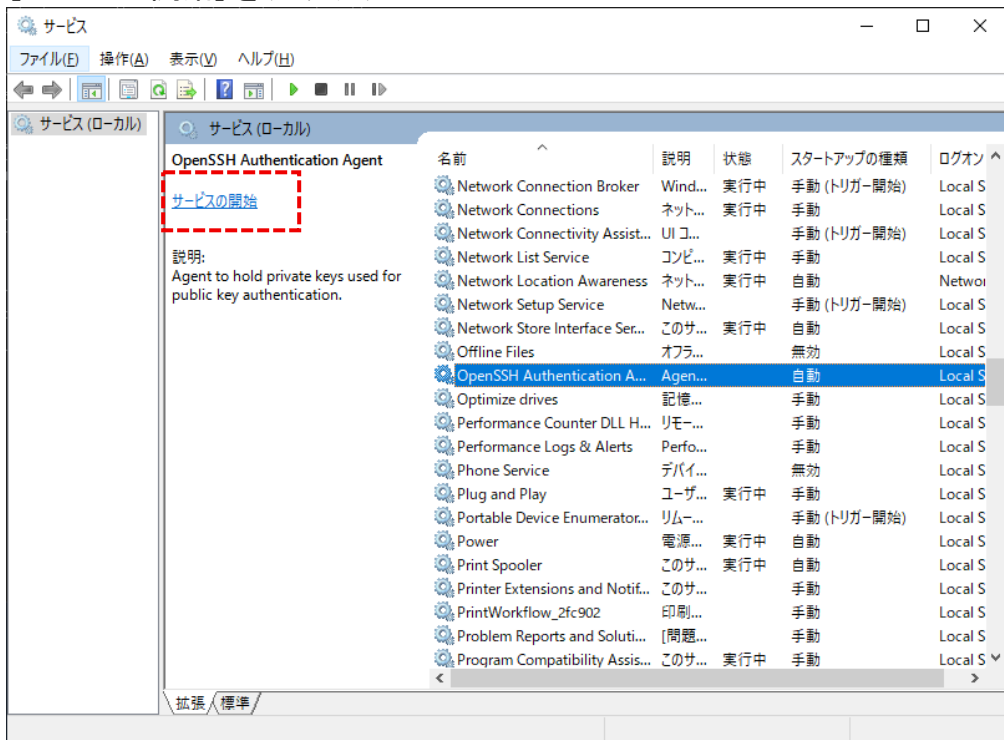 サービス
ファイル(F) 操作(A) 表示(V) ヘルプ(H)
サービス (ローカル)
サービス (ローカル)
OpenSSH Authentication Agent
サービスの開始
説明:
Agent to hold private keys used for
public key authentication.
名前 説明 状態 スタートアップの種類 ログオン
Network Connection Broker Wind... 実行中 手動 (トリガー開始) Local S
Network Connections ネット... 実行中 手動 Local S
Network Connectivity Assist... UI コ... 手動 (トリガー開始) Local S
Network List Service コンピ... 実行中 手動 Local S
Network Location Awareness ネット... 実行中 自動 Networ
Network Setup Service Netw... 手動 (トリガー開始) Local S
Network Store Interface Ser... このサ... 実行中 自動 Local S
Offline Files オフラ... 無効 Local S
OpenSSH Authentication A... Agen... 自動 Local S
Optimize drives 記憶... 手動 Local S
Performance Counter DLL H... リモー... 手動 Local S
Performance Logs & Alerts Perfo... 手動 Local S
Phone Service デバイ... 無効 Local S
Plug and Play ユーザ... 実行中 手動 Local S
Portable Device Enumerator... リムー... 手動 (トリガー開始) Local S
Power 電源... 実行中 自動 Local S
Print Spooler このサ... 実行中 自動 Local S
Printer Extensions and Notif... このサ... 手動 Local S
PrintWorkflow_2fc902 印刷... 手動 Local S
Problem Reports and Soluti... [問題... 手動 Local S
Program Compatibility Assis... このサ... 実行中 手動 Local S
拡張 標準